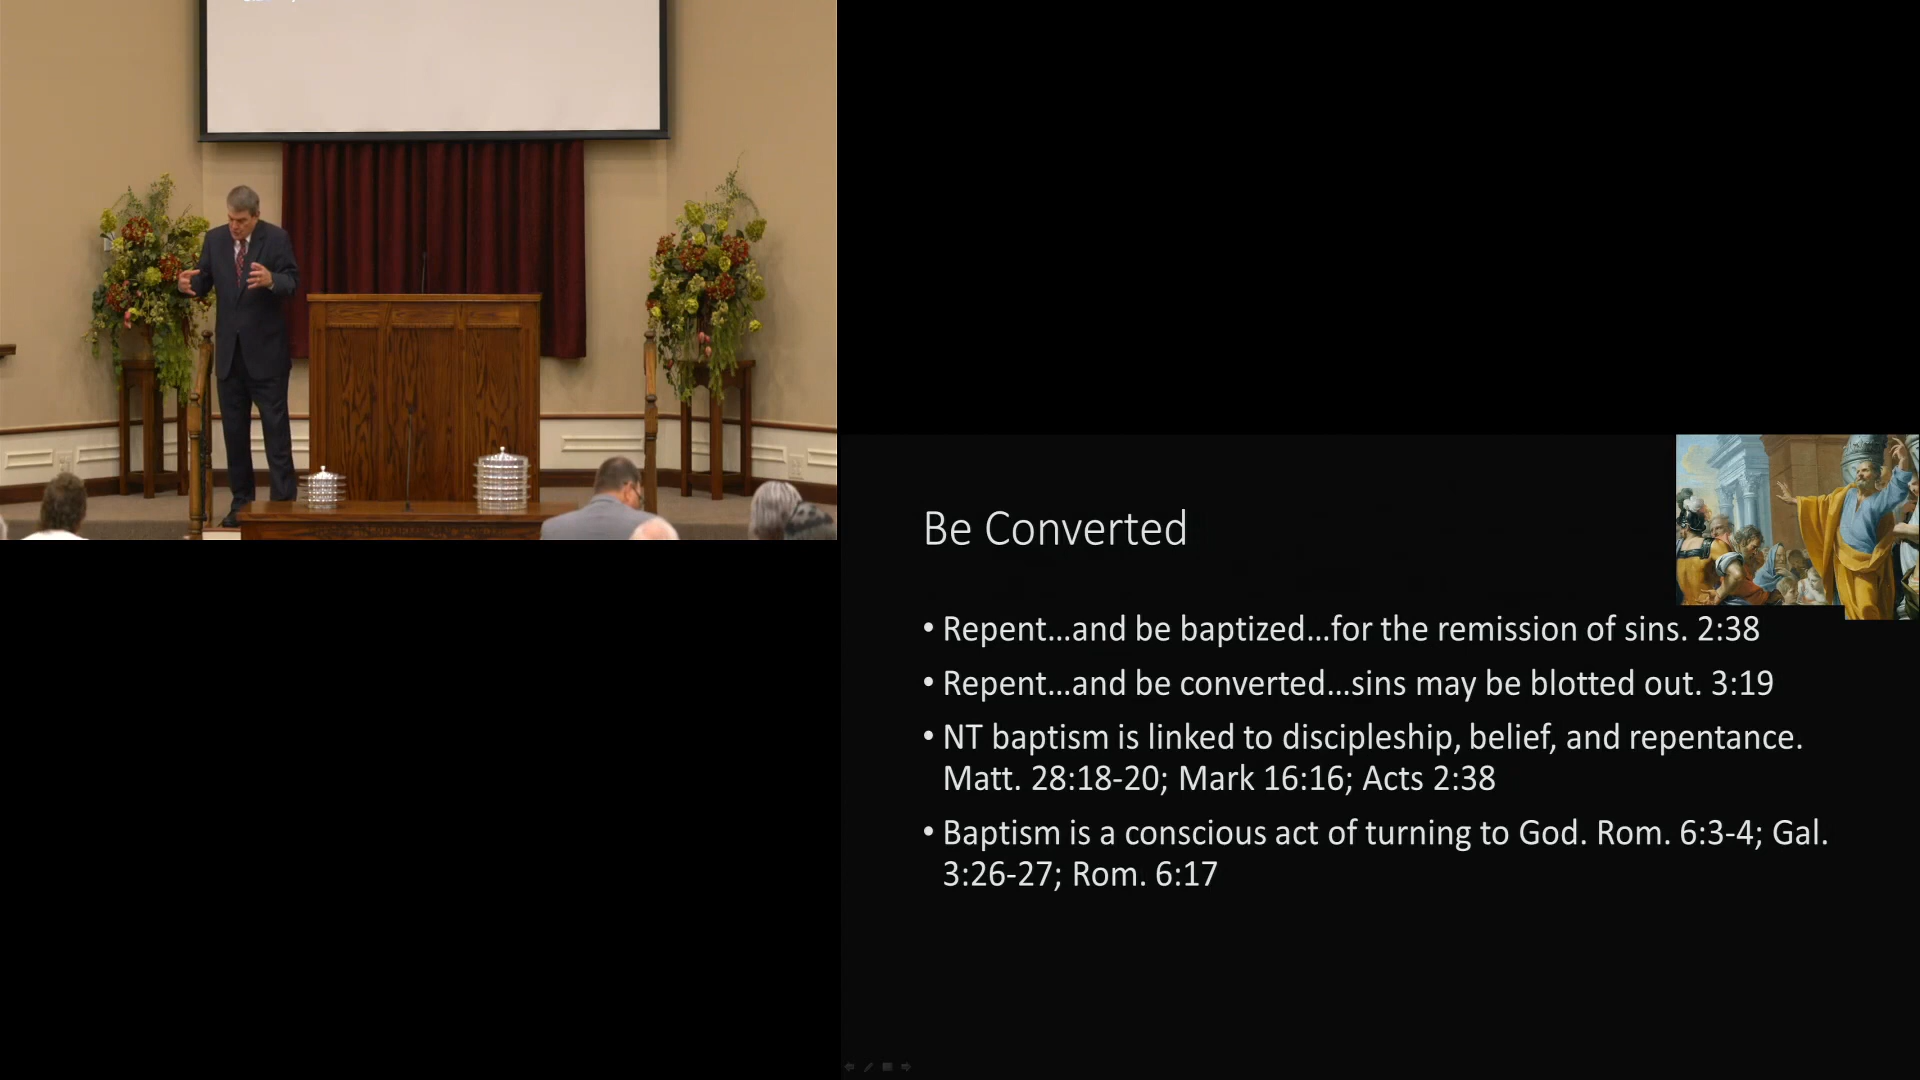 Be Converted
• Repent...and be baptized...for the remission of sins. 2:38
• Repent...and be converted...sins may be blotted out. 3:19
• NT baptism is linked to discipleship, belief, and repentance.
Matt. 28:18-20; Mark 16:16; Acts 2:38
• Baptism is a conscious act of turning to God. Rom. 6:3-4; Gal.
3:26-27; Rom. 6:17